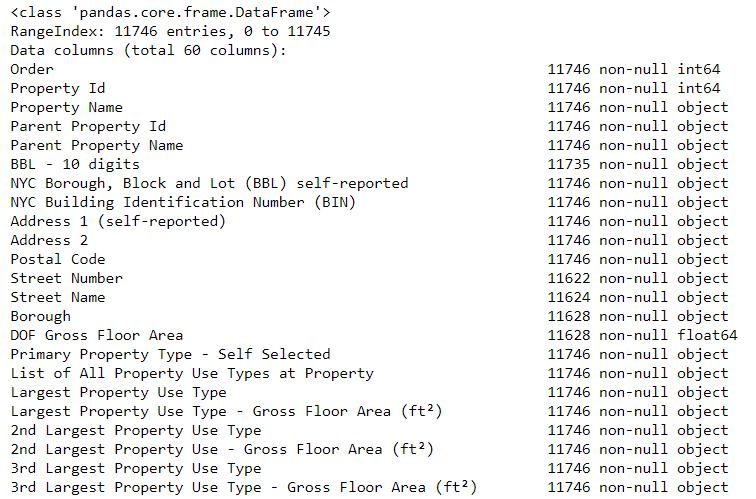 <class 'pandas.core.frame.DataFrame'>
RangeIndex: 11746 entries, 0 to 11745
Data columns (total 60 columns):
Order 11746 non-null int64
Property Id 11746 non-null int64
Property Name 11746 non-null object
Parent Property Id 11746 non-null object
Parent Property Name 11746 non-null object
BBL - 10 digits 11735 non-null object
NYC Borough, Block and Lot (BBL) self-reported 11746 non-null object
NYC Building Identification Number (BIN) 11746 non-null object
Address 1 (self-reported) 11746 non-null object
Address 2 11746 non-null object
Postal Code 11746 non-null object
Street Number 11622 non-null object
Street Name 11624 non-null object
Borough 11628 non-null object
DOF Gross Floor Area 11628 non-null float64
Primary Property Type - Self Selected 11746 non-null object
List of All Property Use Types at Property 11746 non-null object
Largest Property Use Type 11746 non-null object
Largest Property Use Type - Gross Floor Area (ft²) 11746 non-null object
2nd Largest Property Use Type 11746 non-null object
2nd Largest Property Use - Gross Floor Area (ft²) 11746 non-null object
3rd Largest Property Use Type 11746 non-null object
3rd Largest Property Use Type - Gross Floor Area (ft²) 11746 non-null object